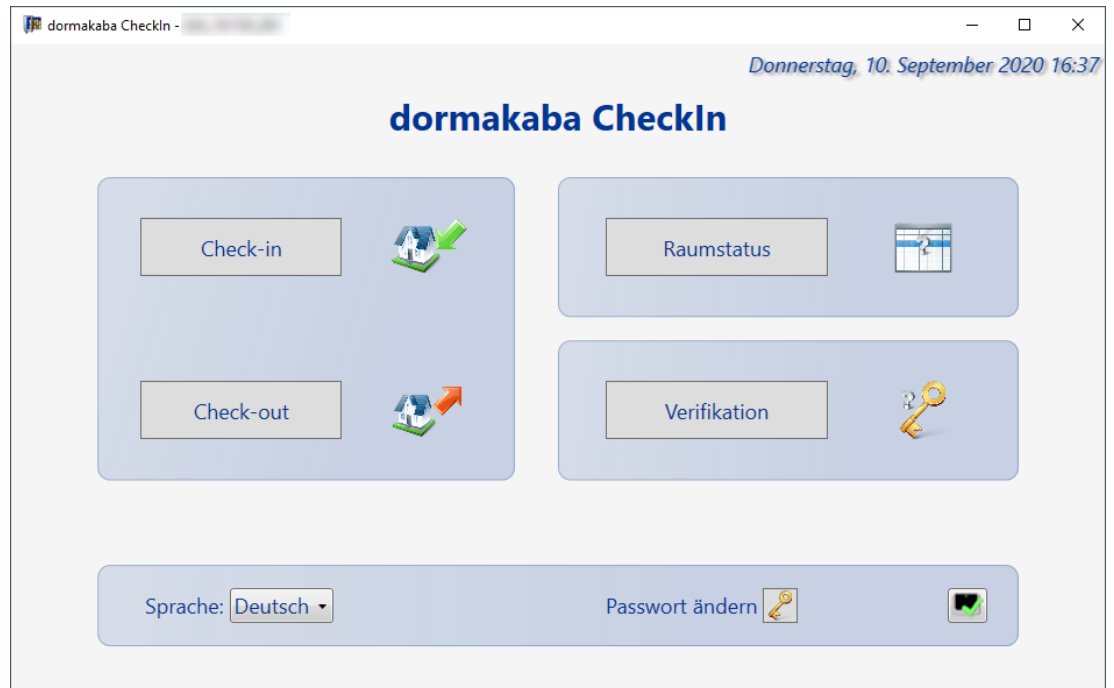 dormakaba CheckIn -
Donnerstag, 10. September 2020 16:37
dormakaba CheckIn
Check-in
Raumstatus
Check-out
Verifikation
Sprache: Deutsch
Passwort ändern